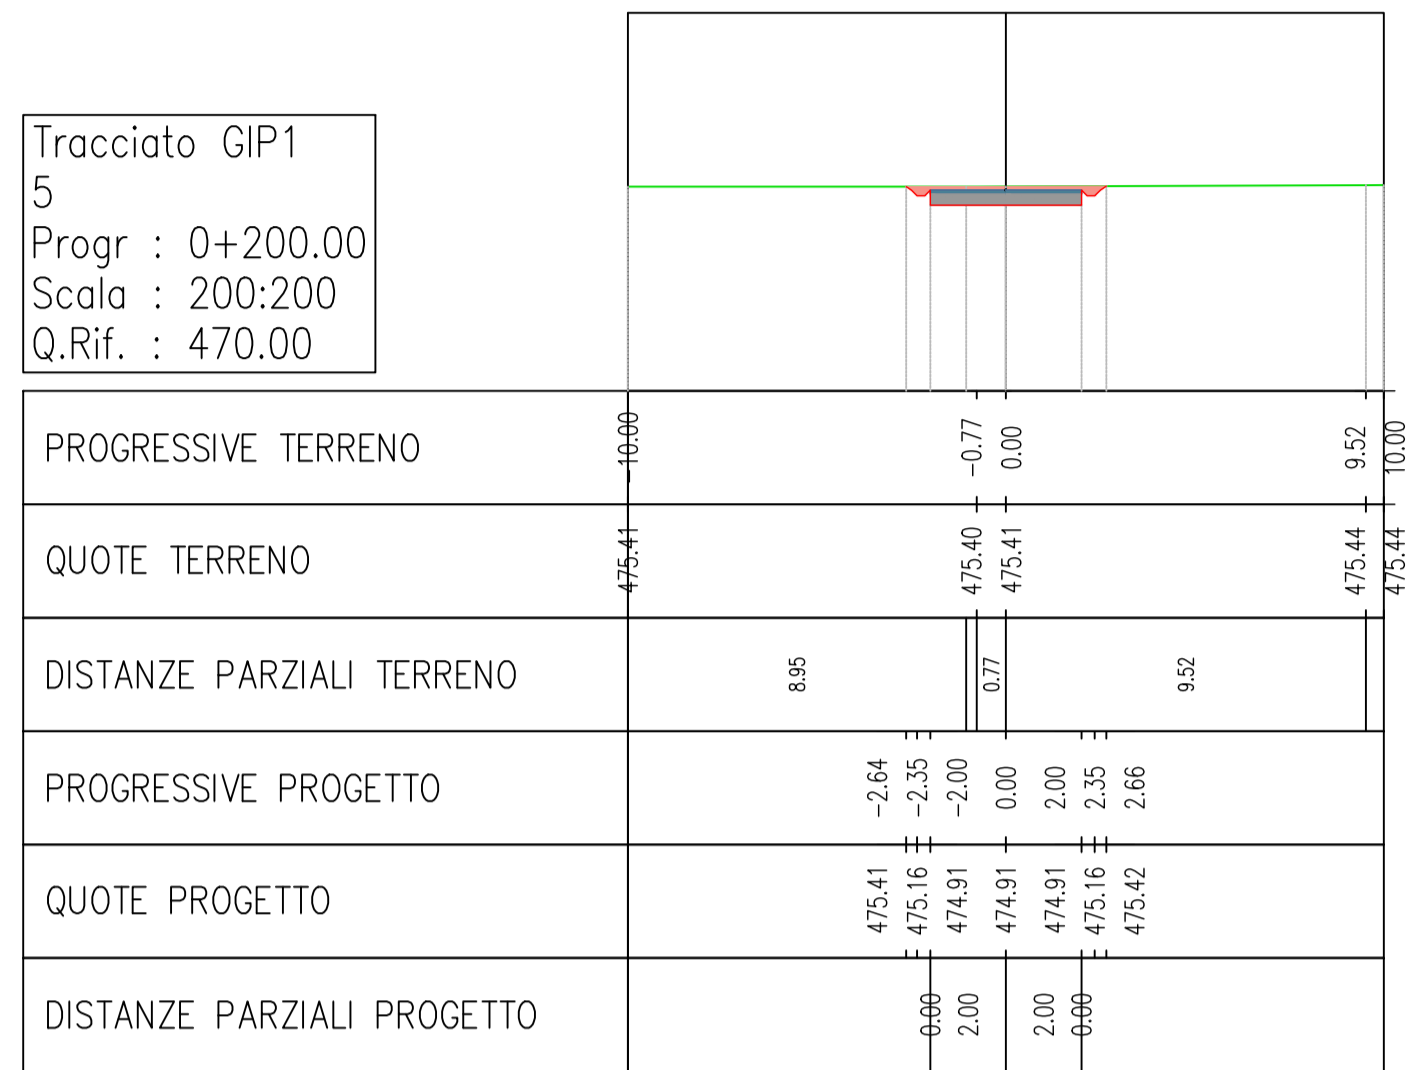 Tracciato GIP1
5
Progr : 0+200.00
Scala : 200:200
Q.Rif. : 470.00
PROGRESSIVE TERRENO -10.00 -0.77 0.00 9.52 10.00
QUOTE TERRENO 475.41 475.40 475.41 475.44 475.44
DISTANZE PARZIALI TERRENO 8.95 0.77 9.52
PROGRESSIVE PROGETTO -2.64 -2.35 -2.00 0.00 2.00 2.35 2.66
QUOTE PROGETTO 475.41 475.16 474.91 474.91 474.91 475.16 475.42
DISTANZE PARZIALI PROGETTO 0.00 2.00 2.00 0.00